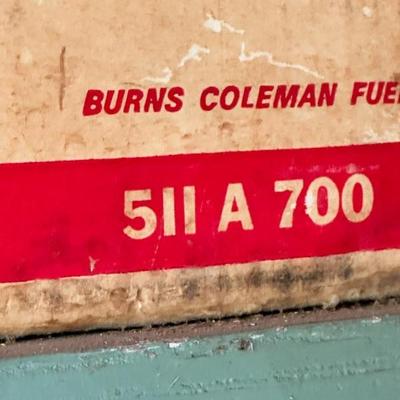 BURNS COLEMAN FUE
511 A 700